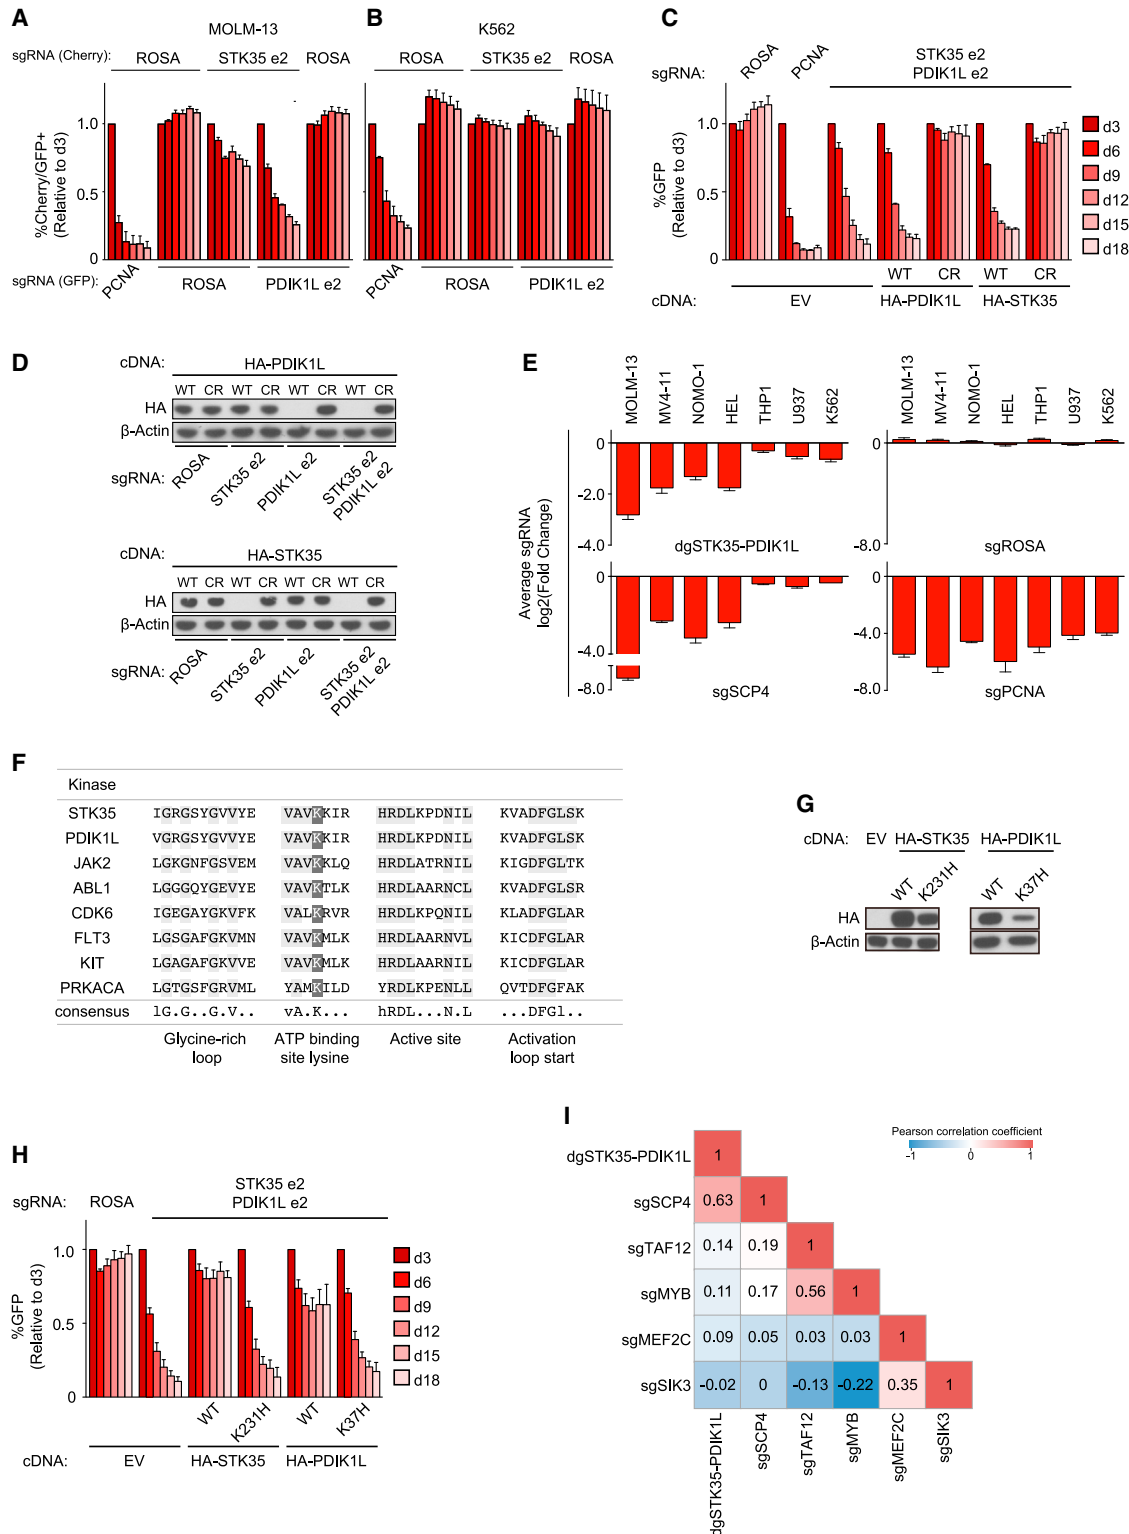 A
MOLM-13
sgRNA (Cherry):
ROSA
STK35 e2
ROSA
%Cherry/GFP+
(Relative to d3)
1.0
0.5
0
sgRNA (GFP):
PCNA
ROSA
PDIK1L e2
B
K562
ROSA
STK35 e2
ROSA
PCNA
ROSA
PDIK1L e2
C
sgRNA:
ROSA
PCNA
STK35 e2
PDIK1L e2
%GFP
(Relative to d3)
1.0
0.5
0
d3
d6
d9
d12
d15
d18
WT
CR
WT
CR
cDNA:
EV
HA-PDIK1L
HA-STK35
D
cDNA:
HA-PDIK1L
WT CR WT CR WT CR WT CR
HA
β-Actin
sgRNA:
ROSA
STK35 e2
PDIK1L e2
STK35 e2
PDIK1L e2
cDNA:
HA-STK35
WT CR WT CR WT CR WT CR
HA
β-Actin
sgRNA:
ROSA
STK35 e2
PDIK1L e2
STK35 e2
PDIK1L e2
E
MOLM-13
MV4-11
NOMO-1
HEL
THP1
U937
K562
MOLM-13
MV4-11
NOMO-1
HEL
THP1
U937
K562
Average sgRNA
log2(Fold Change)
0
-2.0
-4.0
dgSTK35-PDIK1L
0
-8.0
sgROSA
0
-4.0
-8.0
sgSCP4
0
-4.0
-8.0
sgPCNA
F
Kinase
STK35 IGRGSYGVVYE VAVKKIR HRDLKPDNIL KVADFGLSK
PDIK1L VGRGSYGVVYE VAVKKIR HRDLKPDNIL KVADFGLSK
JAK2 LGKGNFGSVEM VAVKKLQ HRDLATRNIL KIGDFGLTK
ABL1 LGGGQYGEVYE VAVKTLK HRDLAARNCL KVADFGLSR
CDK6 IGEGAYGKVFK VALKRVR HRDLKPQNIL KLADFGLAR
FLT3 LGSGAFGKVMN VAVKMLK HRDLAARNVL KICDFGLAR
KIT LGAGAFGKVVE VAVKMLK HRDLAARNIL KICDFGLAR
PRKACA LGTGSFGRVML YAMKILD YRDLKPENLL QVTDFGFAK
consensus lG.G..G.V.. vA.K... hRDL...N.L ...DFGl..
Glycine-rich
loop
ATP binding
site lysine
Active site
Activation
loop start
G
cDNA:
EV
HA-STK35
HA-PDIK1L
WT
K231H
WT
K37H
HA
β-Actin
H
sgRNA:
ROSA
STK35 e2
PDIK1L e2
%GFP
(Relative to d3)
1.0
0.5
0
d3
d6
d9
d12
d15
d18
WT
K231H
WT
K37H
cDNA:
EV
HA-STK35
HA-PDIK1L
I
Pearson correlation coefficient
-1
0
1
dgSTK35-PDIK1L 1
sgSCP4 0.63 1
sgTAF12 0.14 0.19 1
sgMYB 0.11 0.17 0.56 1
sgMEF2C 0.09 0.05 0.03 0.03 1
sgSIK3 -0.02 0 -0.13 -0.22 0.35 1
dgSTK35-PDIK1L
sgSCP4
sgTAF12
sgMYB
sgMEF2C
sgSIK3